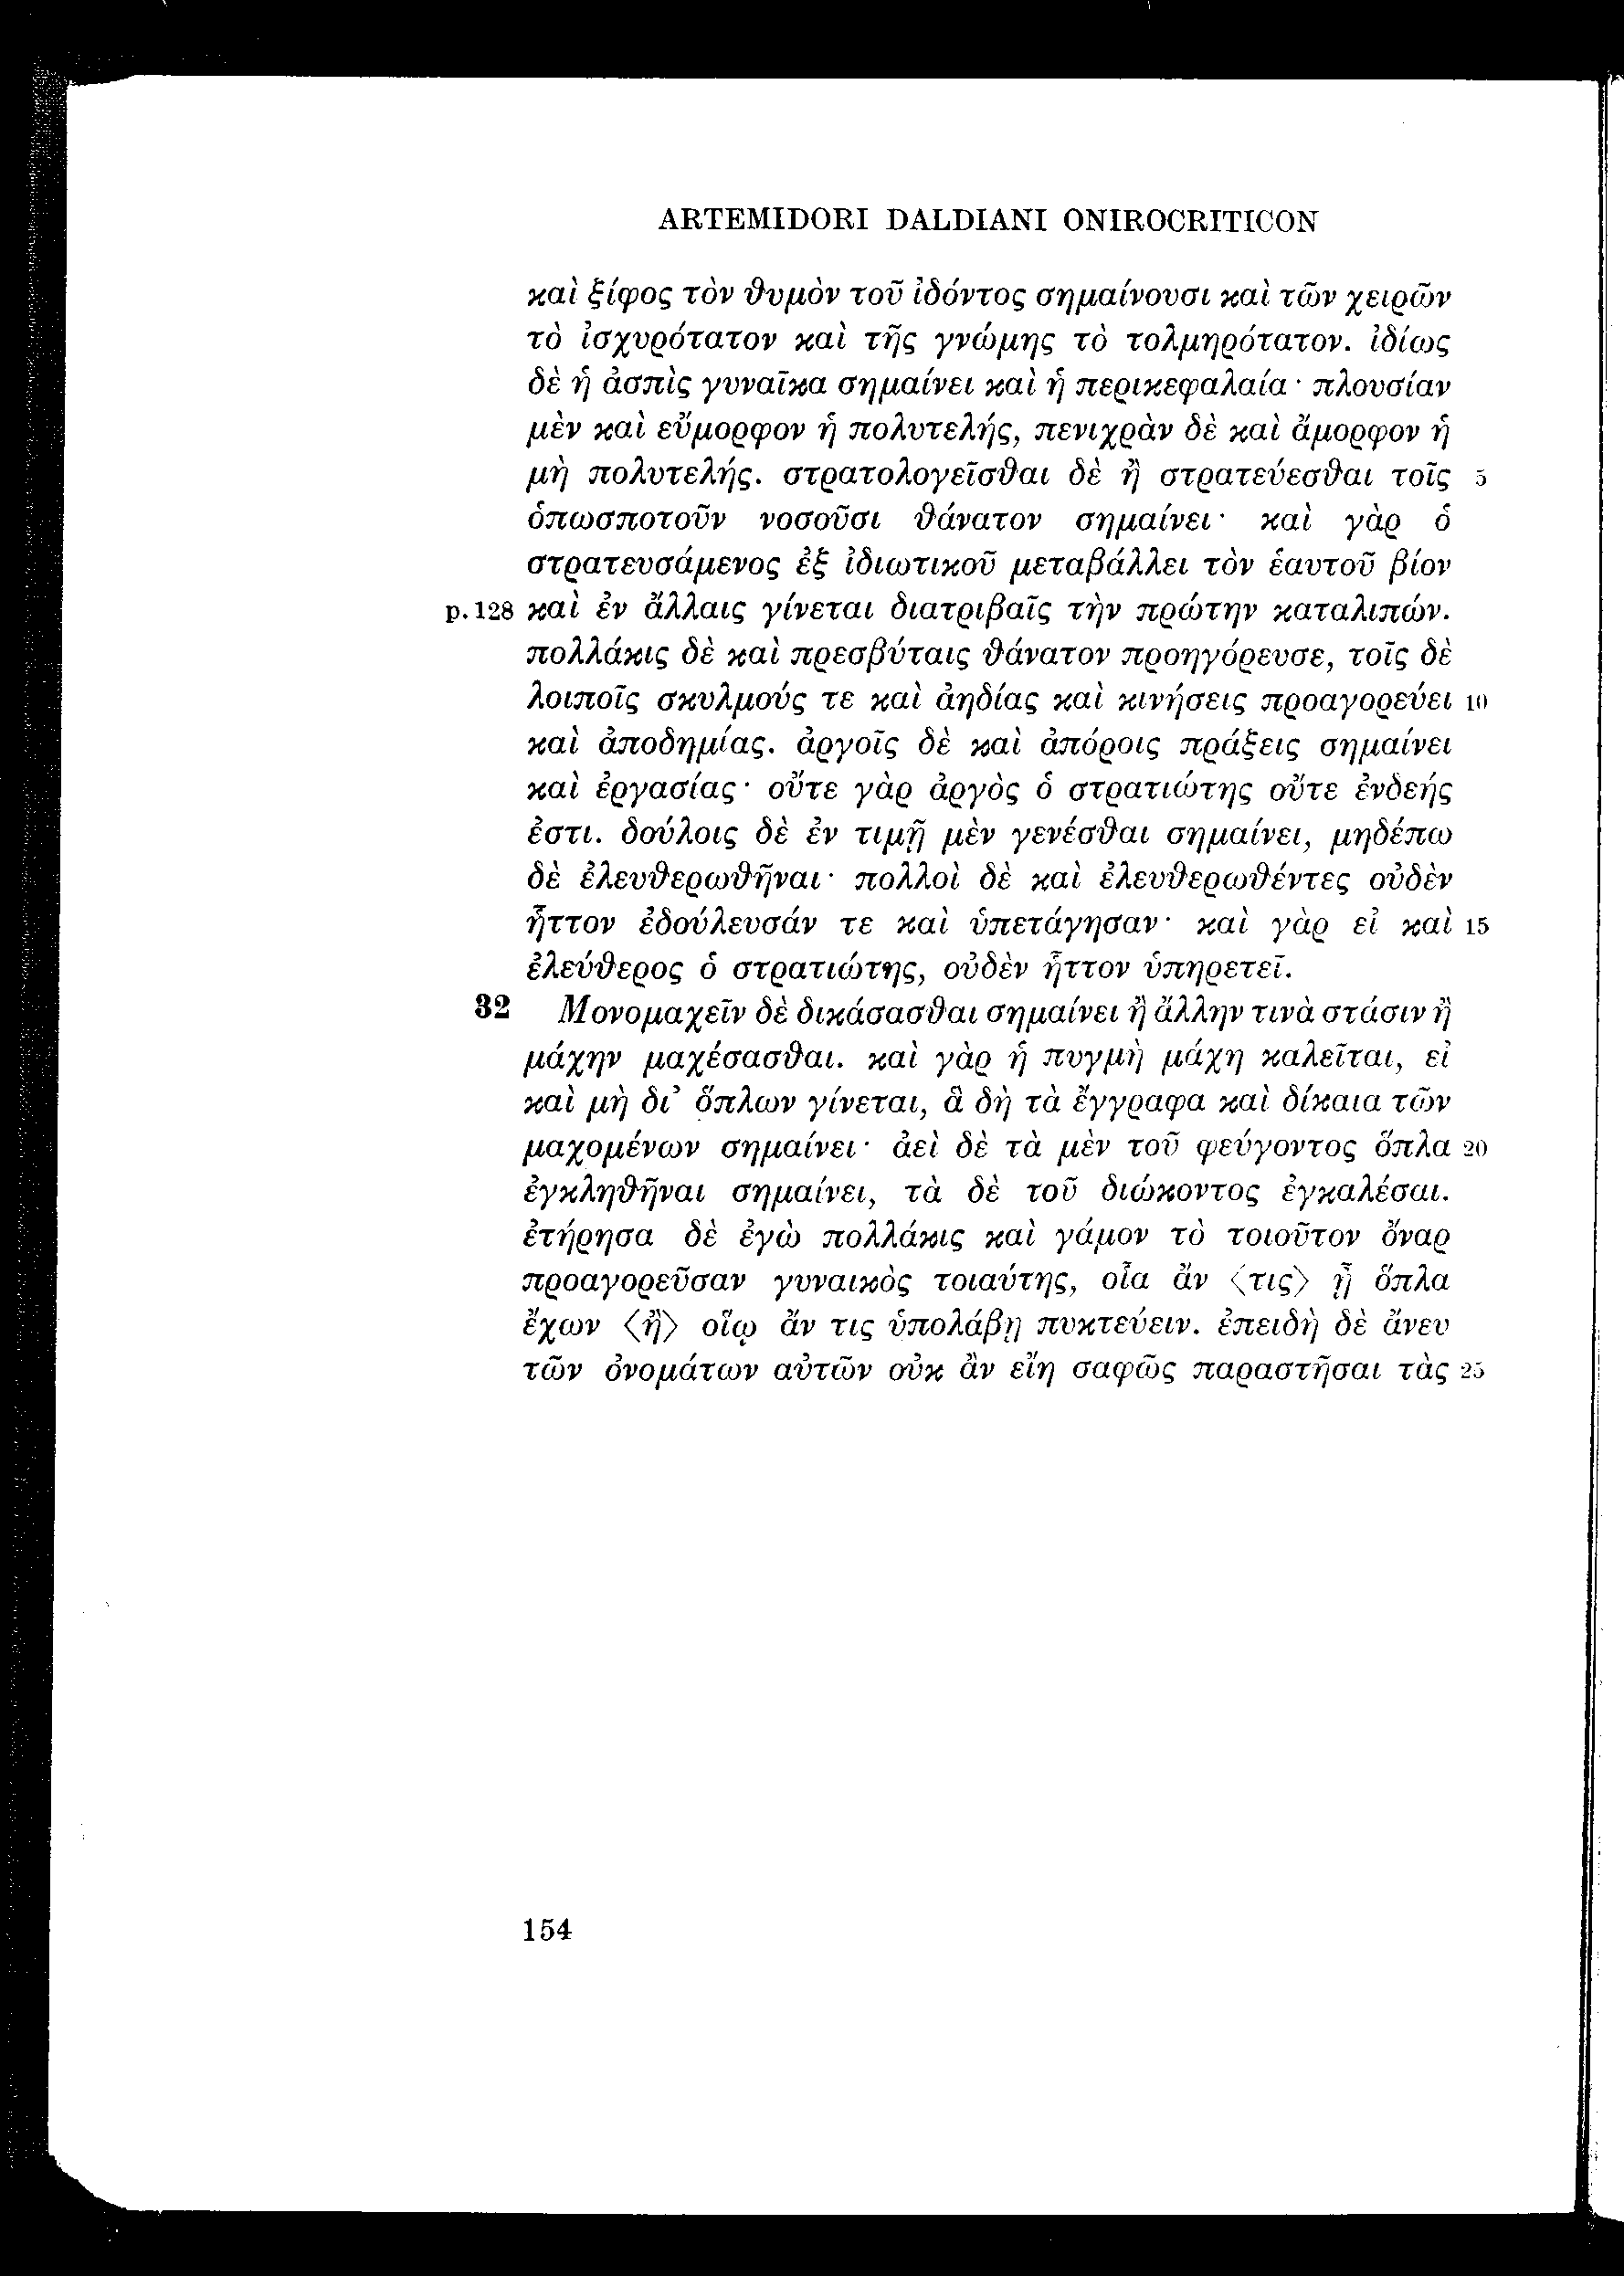 ARTEMIDORI DALDIANI ONIROCRITICON
καὶ ξίφος τὸν θυμὸν τοῦ ἰδόντος σημαίνουσι καὶ τῶν χειρῶν
τὸ ἰσχυρότατον καὶ τῆς γνώμης τὸ τολμηρότατον. ἰδίως
δὲ ἡ ἀσπὶς γυναῖκα σημαίνει καὶ ἡ περικεφαλαία· πλουσίαν
μὲν καὶ εὔμορφον ἡ πολυτελής, πενιχρὰν δὲ καὶ ἄμορφον ἡ
μὴ πολυτελής. στρατολογεῖσθαι δὲ ἢ στρατεύεσθαι τοῖς 5
ὁπωσποτοῦν νοσοῦσι θάνατον σημαίνει· καὶ γὰρ ὁ
στρατευσάμενος ἐξ ἰδιωτικοῦ μεταβάλλει τὸν ἑαυτοῦ βίον
p. 128 καὶ ἐν ἄλλαις γίνεται διατριβαῖς τὴν πρώτην καταλιπών.
πολλάκις δὲ καὶ πρεσβύταις θάνατον προηγόρευσε, τοῖς δὲ
λοιποῖς σκυλμούς τε καὶ ἀηδίας καὶ κινήσεις προαγορεύει 10
καὶ ἀποδημίας. ἀργοῖς δὲ καὶ ἀπόροις πράξεις σημαίνει
καὶ ἐργασίας· οὔτε γὰρ ἀργὸς ὁ στρατιώτης οὔτε ἐνδεής
ἐστι. δούλοις δὲ ἐν τιμῇ μὲν γενέσθαι σημαίνει, μηδέπω
δὲ ἐλευθερωθῆναι· πολλοὶ δὲ καὶ ἐλευθερωθέντες οὐδὲν
ἧττον ἐδούλευσάν τε καὶ ὑπετάγησαν· καὶ γὰρ εἰ καὶ 15
ἐλεύθερος ὁ στρατιώτης, οὐδὲν ἧττον ὑπηρετεῖ.
32 Μονομαχεῖν δὲ δικάσασθαι σημαίνει ἢ ἄλλην τινὰ στάσιν ἢ
μάχην μαχέσασθαι. καὶ γὰρ ἡ πυγμὴ μάχη καλεῖται, εἰ
καὶ μὴ δι’ ὅπλων γίνεται, ἃ δὴ τὰ ἔγγραφα καὶ δίκαια τῶν
μαχομένων σημαίνει· ἀεὶ δὲ τὰ μὲν τοῦ φεύγοντος ὅπλα 20
ἐγκληθῆναι σημαίνει, τὰ δὲ τοῦ διώκοντος ἐγκαλέσαι.
ἐτήρησα δὲ ἐγὼ πολλάκις καὶ γάμον τὸ τοιοῦτον ὄναρ
προαγορεῦσαν γυναικὸς τοιαύτης, οἷα ἂν ⟨τις⟩ ᾖ ὅπλα
ἔχων ⟨ἢ⟩ οἵῳ ἄν τις ὑπολάβῃ πυκτεύειν. ἐπειδὴ δὲ ἄνευ
τῶν ὀνομάτων αὐτῶν οὐκ ἂν εἴη σαφῶς παραστῆσαι τὰς 25
154